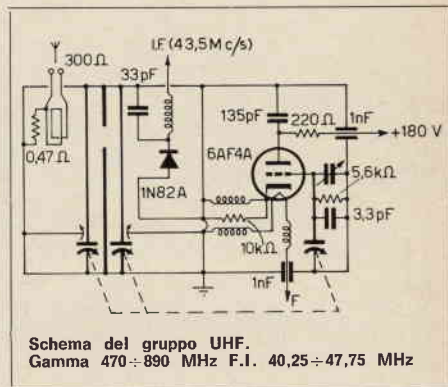 I.F. (43,5 M c/s)
300Ω
33pF
135pF
220Ω
1nF
+180 V
0,47Ω
6AF4A
1N82A
5,6kΩ
3,3pF
10kΩ
1nF
F
Schema del gruppo UHF.
Gamma 470÷890 MHz F.I. 40,25÷47,75 MHz